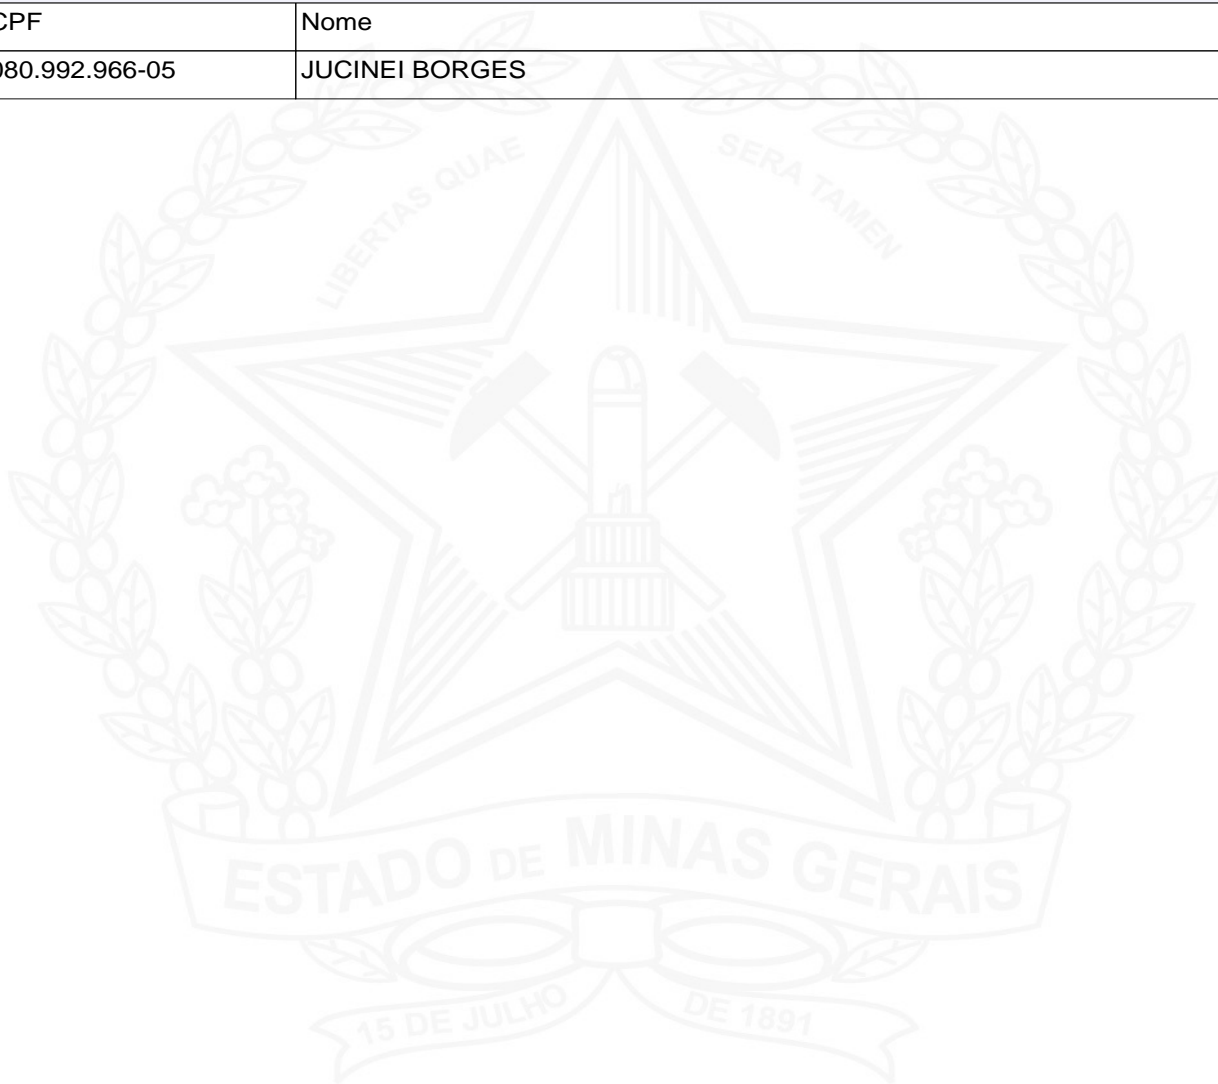 CPF Nome
080.992.966-05 JUCINEI BORGES
LIBERTAS QUAE SERA TAMEN
ESTADO DE MINAS GERAIS
15 DE JULHO DE 1891